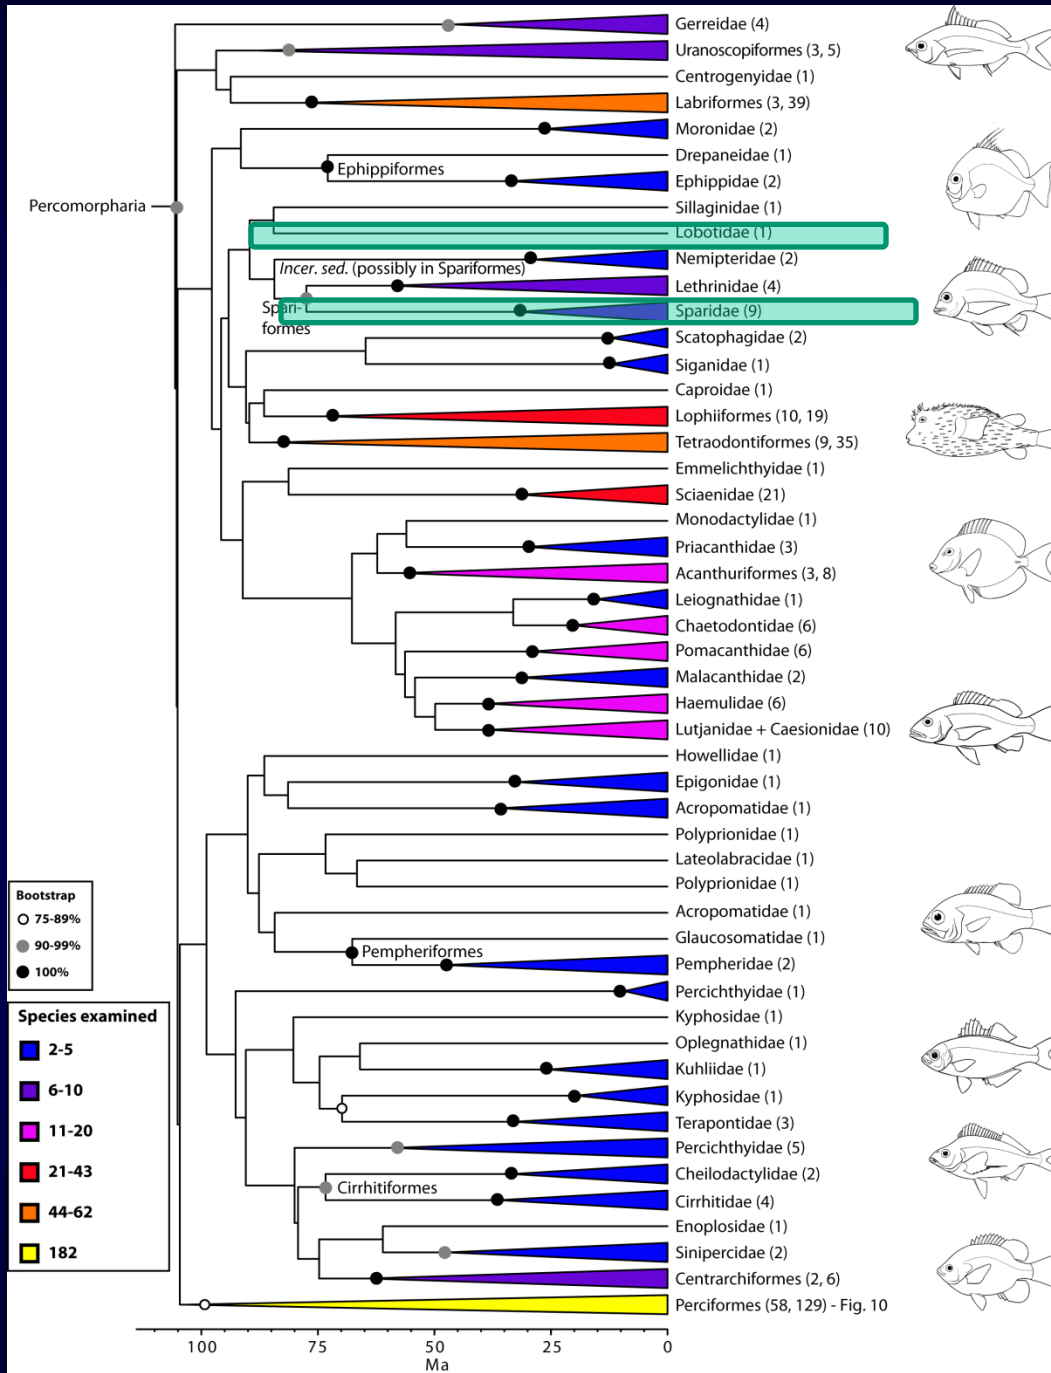 Gerreidae (4)
Uranoscopiformes (3, 5)
Centrogenyidae (1)
Labriformes (3, 39)
Moronidae (2)
Drepaneidae (1)
Ephippiformes
Ephippidae (2)
Percomorpharia
Sillaginidae (1)
Lobotidae (1)
Nemipteridae (2)
Incer. sed. (possibly in Spariformes)
Lethrinidae (4)
Spari-
formes
Sparidae (9)
Scatophagidae (2)
Siganidae (1)
Caproidae (1)
Lophiiformes (10, 19)
Tetraodontiformes (9, 35)
Emmelichthyidae (1)
Sciaenidae (21)
Monodactylidae (1)
Priacanthidae (3)
Acanthuriformes (3, 8)
Leiognathidae (1)
Chaetodontidae (6)
Pomacanthidae (6)
Malacanthidae (2)
Haemulidae (6)
Lutjanidae + Caesionidae (10)
Howellidae (1)
Epigonidae (1)
Acropomatidae (1)
Polyprionidae (1)
Lateolabracidae (1)
Polyprionidae (1)
Acropomatidae (1)
Glaucosomatidae (1)
Pempheriformes
Pempheridae (2)
Percichthyidae (1)
Kyphosidae (1)
Oplegnathidae (1)
Kuhliidae (1)
Kyphosidae (1)
Terapontidae (3)
Percichthyidae (5)
Cheilodactylidae (2)
Cirrhitiformes
Cirrhitidae (4)
Enoplosidae (1)
Sinipercidae (2)
Centrarchiformes (2, 6)
Perciformes (58, 129) - Fig. 10
Bootstrap
75-89%
90-99%
100%
Species examined
2-5
6-10
11-20
21-43
44-62
182
100 75 50 25 0
Ma